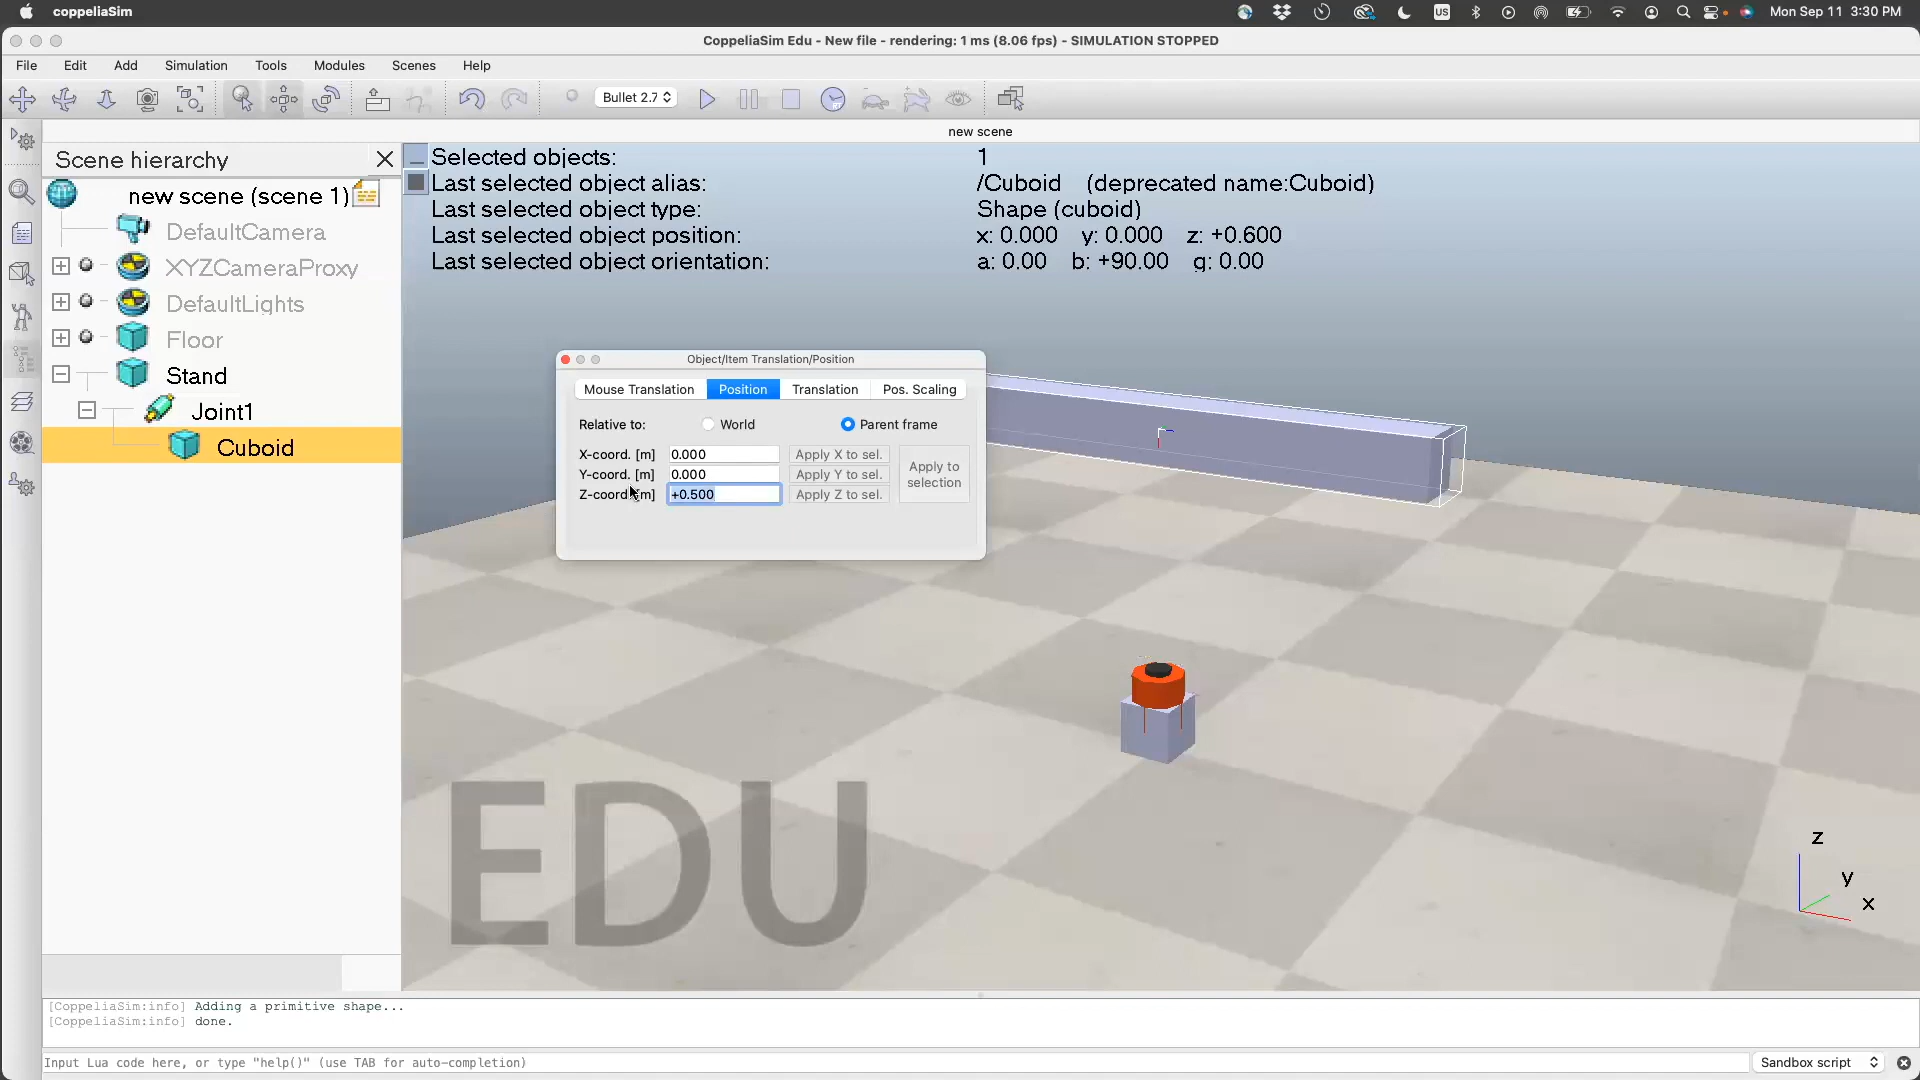 coppeliaSim
US
Mon Sep 11 3:30 PM
CoppeliaSim Edu - New file - rendering: 1 ms (8.06 fps) - SIMULATION STOPPED
File Edit Add Simulation Tools Modules Scenes Help
Bullet 2.7
new scene
Scene hierarchy
new scene (scene 1)
DefaultCamera
XYZCameraProxy
DefaultLights
Floor
Stand
Joint1
Cuboid
Selected objects: 1
Last selected object alias: /Cuboid (deprecated name:Cuboid)
Last selected object type: Shape (cuboid)
Last selected object position: x: 0.000 y: 0.000 z: +0.600
Last selected object orientation: a: 0.00 b: +90.00 g: 0.00
Object/Item Translation/Position
Mouse Translation Position Translation Pos. Scaling
Relative to: World Parent frame
X-coord. [m] 0.000 Apply X to sel.
Y-coord. [m] 0.000 Apply Y to sel.
Z-coord. [m] +0.500 Apply Z to sel.
Apply to
selection
z
y
x
EDU
[CoppeliaSim:info] Adding a primitive shape...
[CoppeliaSim:info] done.
Input Lua code here, or type "help()" (use TAB for auto-completion)
Sandbox script